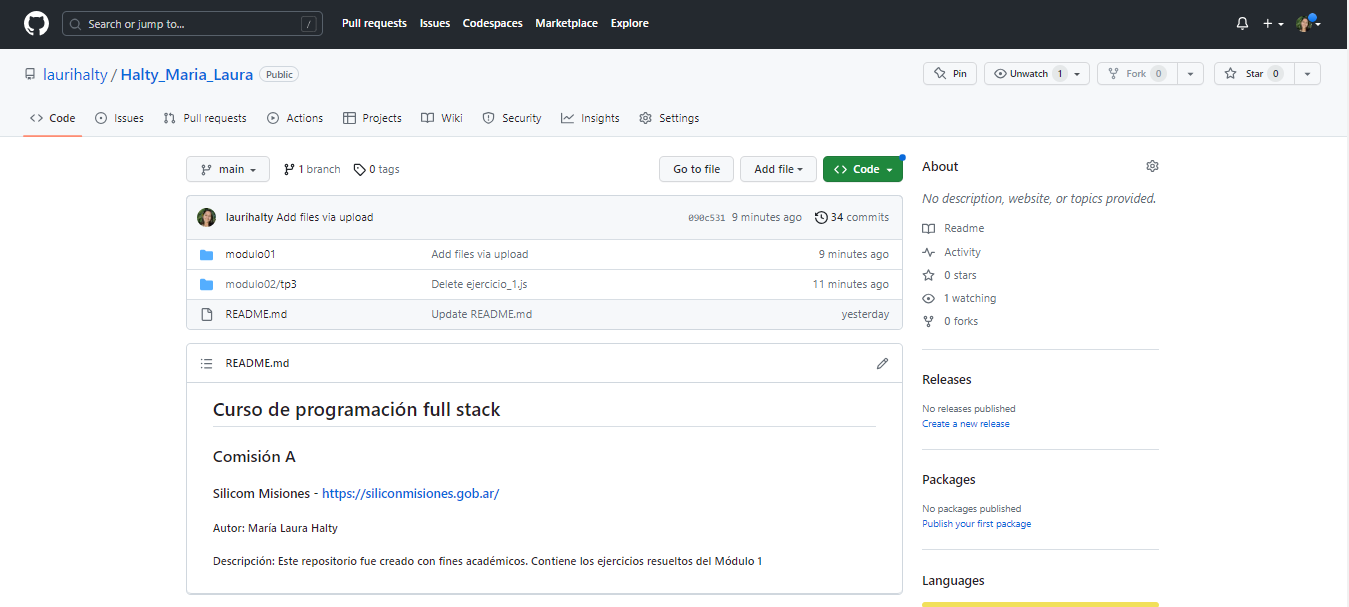 Search or jump to... /
Pull requests Issues Codespaces Marketplace Explore
laurihalty / Halty_Maria_Laura Public
Pin Unwatch 1 Fork 0 Star 0
Code Issues Pull requests Actions Projects Wiki Security Insights Settings
main 1 branch 0 tags Go to file Add file Code
laurihalty Add files via upload 090c531 9 minutes ago 34 commits
modulo01 Add files via upload 9 minutes ago
modulo02/tp3 Delete ejercicio_1.js 11 minutes ago
README.md Update README.md yesterday
README.md
Curso de programación full stack
Comisión A
Silicom Misiones - https://siliconmisiones.gob.ar/
Autor: María Laura Halty
Descripción: Este repositorio fue creado con fines académicos. Contiene los ejercicios resueltos del Módulo 1
About
No description, website, or topics provided.
Readme
Activity
0 stars
1 watching
0 forks
Releases
No releases published
Create a new release
Packages
No packages published
Publish your first package
Languages